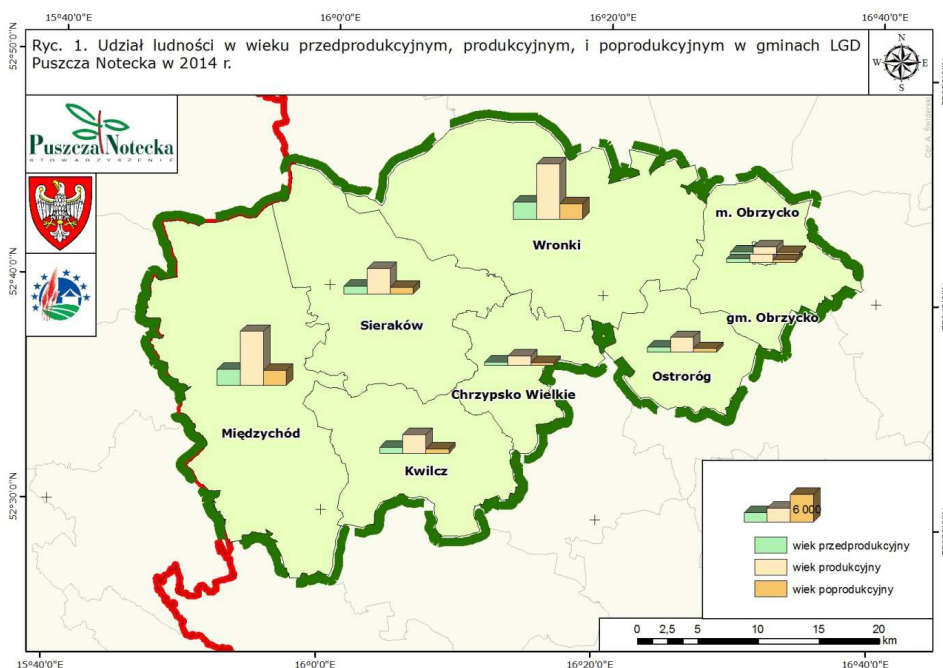 15°40'0"E 16°0'0"E 16°20'0"E 16°40'0"E
52°50'0"N
Ryc. 1. Udział ludności w wieku przedprodukcyjnym, produkcyjnym, i poprodukcyjnym w gminach LGD
Puszcza Notecka w 2014 r.
N
W E
S
Puszcza Notecka
STOWARZYSZENIE
m. Obrzycko
Wronki
52°40'0"N
Sieraków
gm. Obrzycko
Ostroróg
Chrzypsko Wielkie
Międzychód
Kwilcz
52°30'0"N
6 000
wiek przedprodukcyjny
wiek produkcyjny
wiek poprodukcyjny
0 2,5 5 10 15 20
km
15°40'0"E 16°0'0"E 16°20'0"E 16°40'0"E